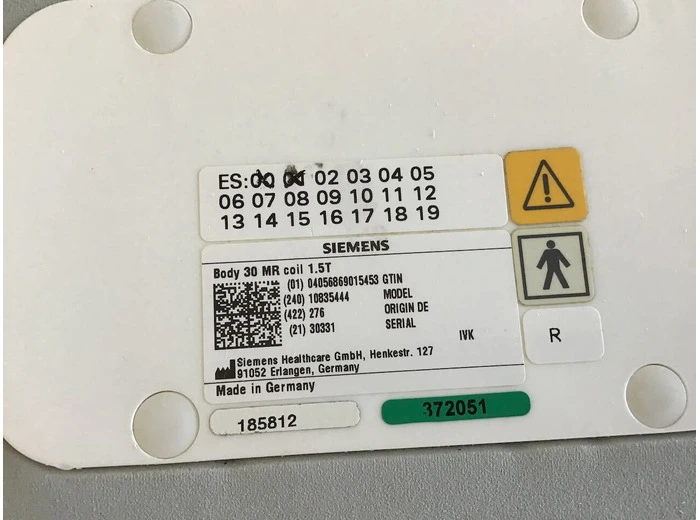 ES: 00 01 02 03 04 05
06 07 08 09 10 11 12
13 14 15 16 17 18 19
SIEMENS
Body 30 MR coil 1.5T
(01) 04056869015453 GTIN
(240) 10835444 MODEL
(422) 276 ORIGIN DE
(21) 30331 SERIAL
IVK
R
Siemens Healthcare GmbH, Henkestr. 127
91052 Erlangen, Germany
Made in Germany
185812
372051